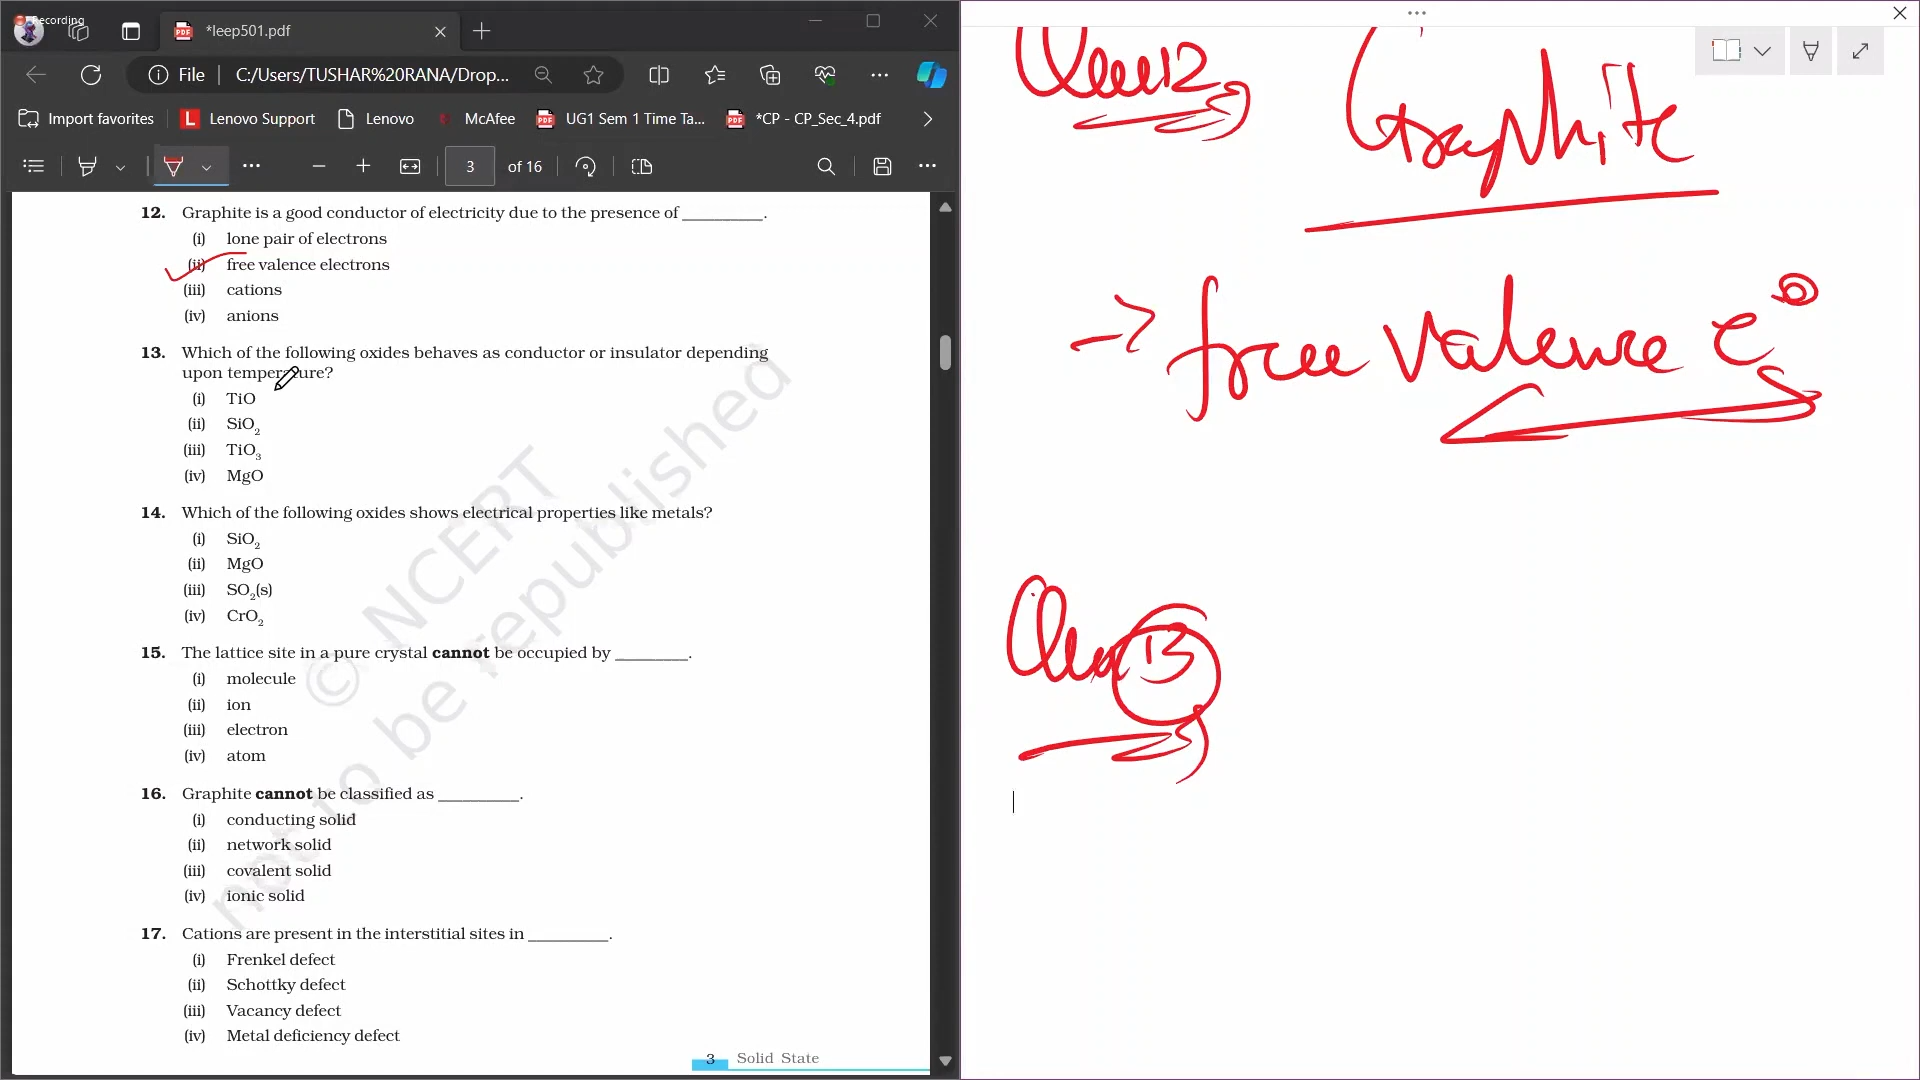 Recording
*leep501.pdf
File
C:/Users/TUSHAR%20RANA/Drop...
Import favorites
Lenovo Support
Lenovo
McAfee
UG1 Sem 1 Time Ta...
*CP - CP_Sec_4.pdf
3 of 16
12. Graphite is a good conductor of electricity due to the presence of __________.
(i) lone pair of electrons
(ii) free valence electrons
(iii) cations
(iv) anions
13. Which of the following oxides behaves as conductor or insulator depending
upon temperature?
(i) TiO
(ii) SiO₂
(iii) TiO₃
(iv) MgO
14. Which of the following oxides shows electrical properties like metals?
(i) SiO₂
(ii) MgO
(iii) SO₂(s)
(iv) CrO₂
15. The lattice site in a pure crystal cannot be occupied by _________.
(i) molecule
(ii) ion
(iii) electron
(iv) atom
16. Graphite cannot be classified as __________.
(i) conducting solid
(ii) network solid
(iii) covalent solid
(iv) ionic solid
17. Cations are present in the interstitial sites in __________.
(i) Frenkel defect
(ii) Schottky defect
(iii) Vacancy defect
(iv) Metal deficiency defect
3 Solid State
© NCERT
not to be republished
12
Graphite
→ free valence e
13